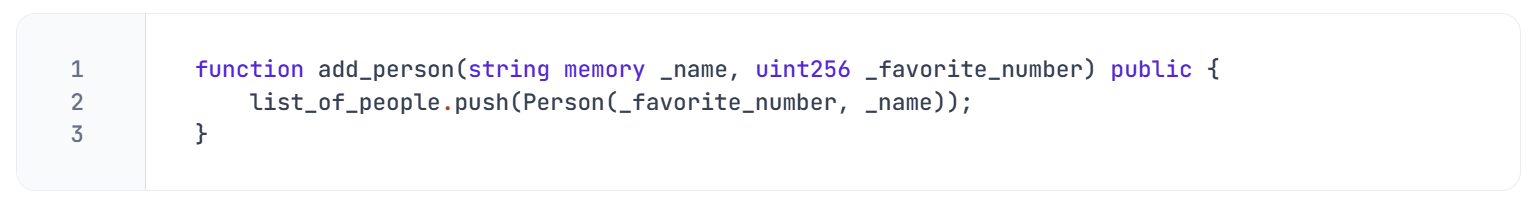 1 function add_person(string memory _name, uint256 _favorite_number) public {
2     list_of_people.push(Person(_favorite_number, _name));
3 }